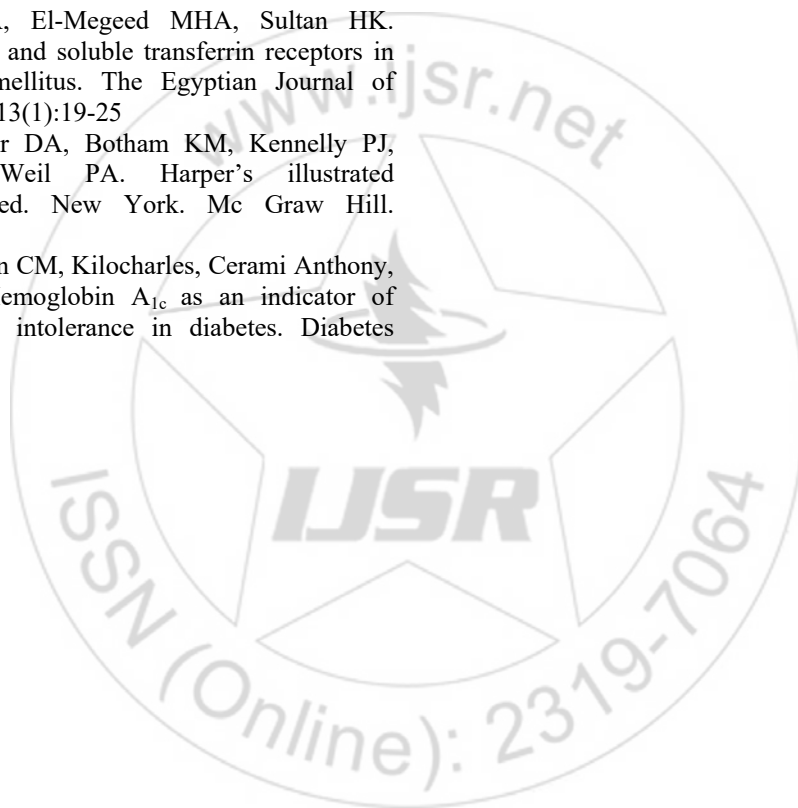 , El-Megeed MHA, Sultan HK.
and soluble transferrin receptors in
mellitus. The Egyptian Journal of
13(1):19-25
r DA, Botham KM, Kennelly PJ,
Weil PA. Harper's illustrated
ed. New York. Mc Graw Hill.
n CM, Kilocharles, Cerami Anthony,
emoglobin A1c as an indicator of
intolerance in diabetes. Diabetes
www.ijsr.net
IJSR
ISSN (Online): 2319-7064